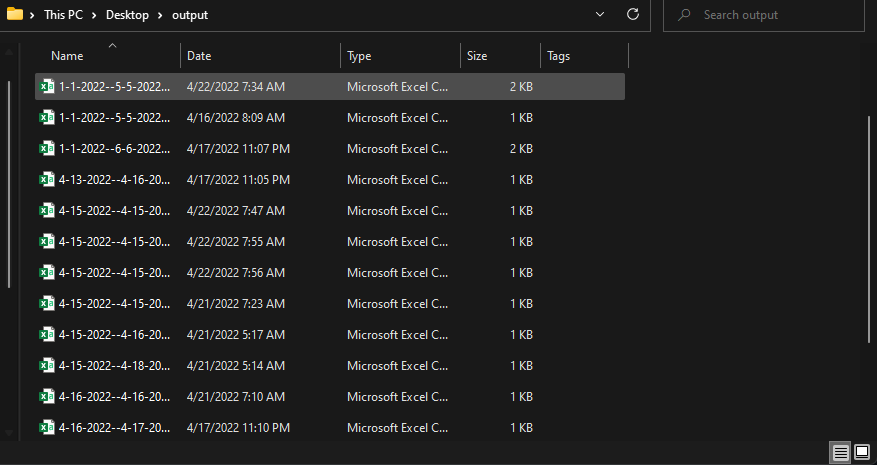 This PC > Desktop > output Search output
Name Date Type Size Tags
1-1-2022--5-5-2022... 4/22/2022 7:34 AM Microsoft Excel C... 2 KB
1-1-2022--5-5-2022... 4/16/2022 8:09 AM Microsoft Excel C... 1 KB
1-1-2022--6-6-2022... 4/17/2022 11:07 PM Microsoft Excel C... 2 KB
4-13-2022--4-16-20... 4/17/2022 11:05 PM Microsoft Excel C... 1 KB
4-15-2022--4-15-20... 4/22/2022 7:47 AM Microsoft Excel C... 1 KB
4-15-2022--4-15-20... 4/22/2022 7:55 AM Microsoft Excel C... 1 KB
4-15-2022--4-15-20... 4/22/2022 7:56 AM Microsoft Excel C... 1 KB
4-15-2022--4-15-20... 4/21/2022 7:23 AM Microsoft Excel C... 1 KB
4-15-2022--4-16-20... 4/21/2022 5:17 AM Microsoft Excel C... 1 KB
4-15-2022--4-18-20... 4/21/2022 5:14 AM Microsoft Excel C... 1 KB
4-16-2022--4-16-20... 4/21/2022 7:10 AM Microsoft Excel C... 1 KB
4-16-2022--4-17-20... 4/17/2022 11:10 PM Microsoft Excel C... 1 KB